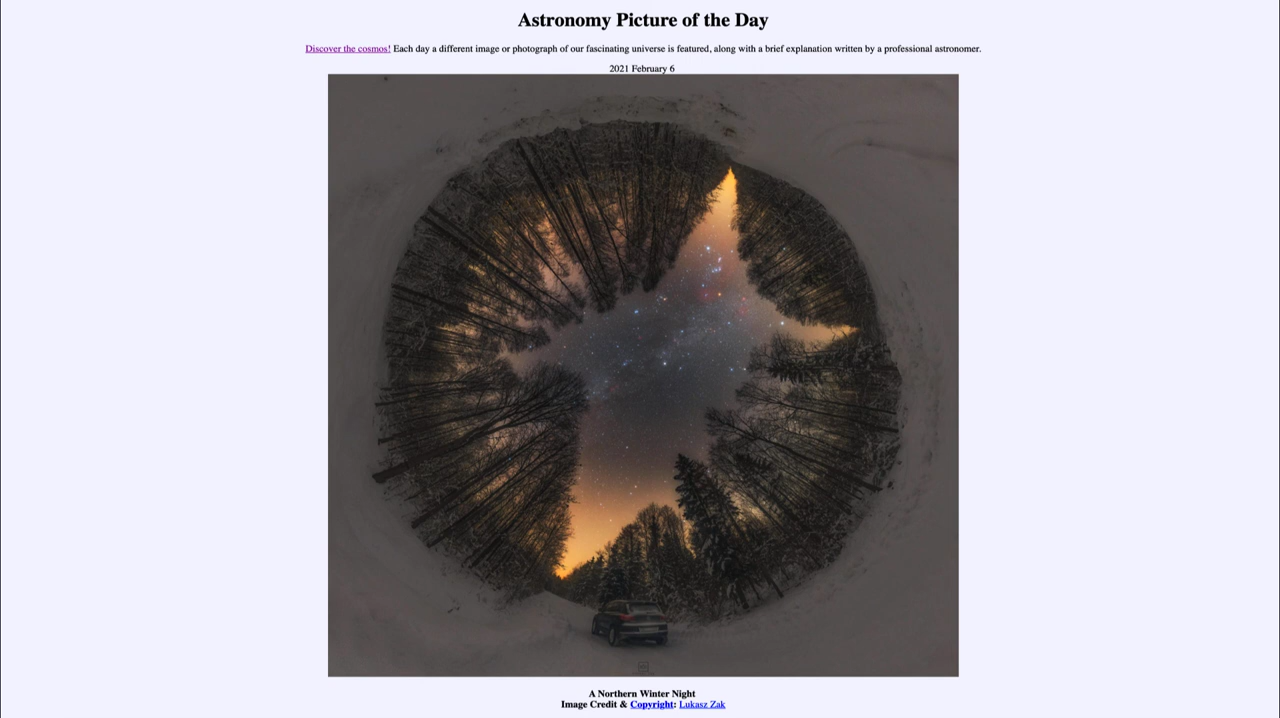 Astronomy Picture of the Day
Discover the cosmos! Each day a different image or photograph of our fascinating universe is featured, along with a brief explanation written by a professional astronomer.
2021 February 6
A Northern Winter Night
Image Credit & Copyright: Lukasz Zak